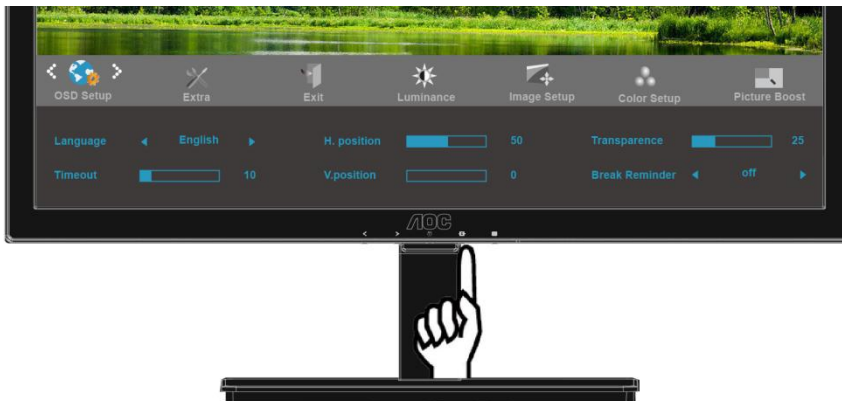 OSD Setup Extra Exit Luminance Image Setup Color Setup Picture Boost
Language English H. position 50 Transparence 25
Timeout 10 V.position 0 Break Reminder off
AOC